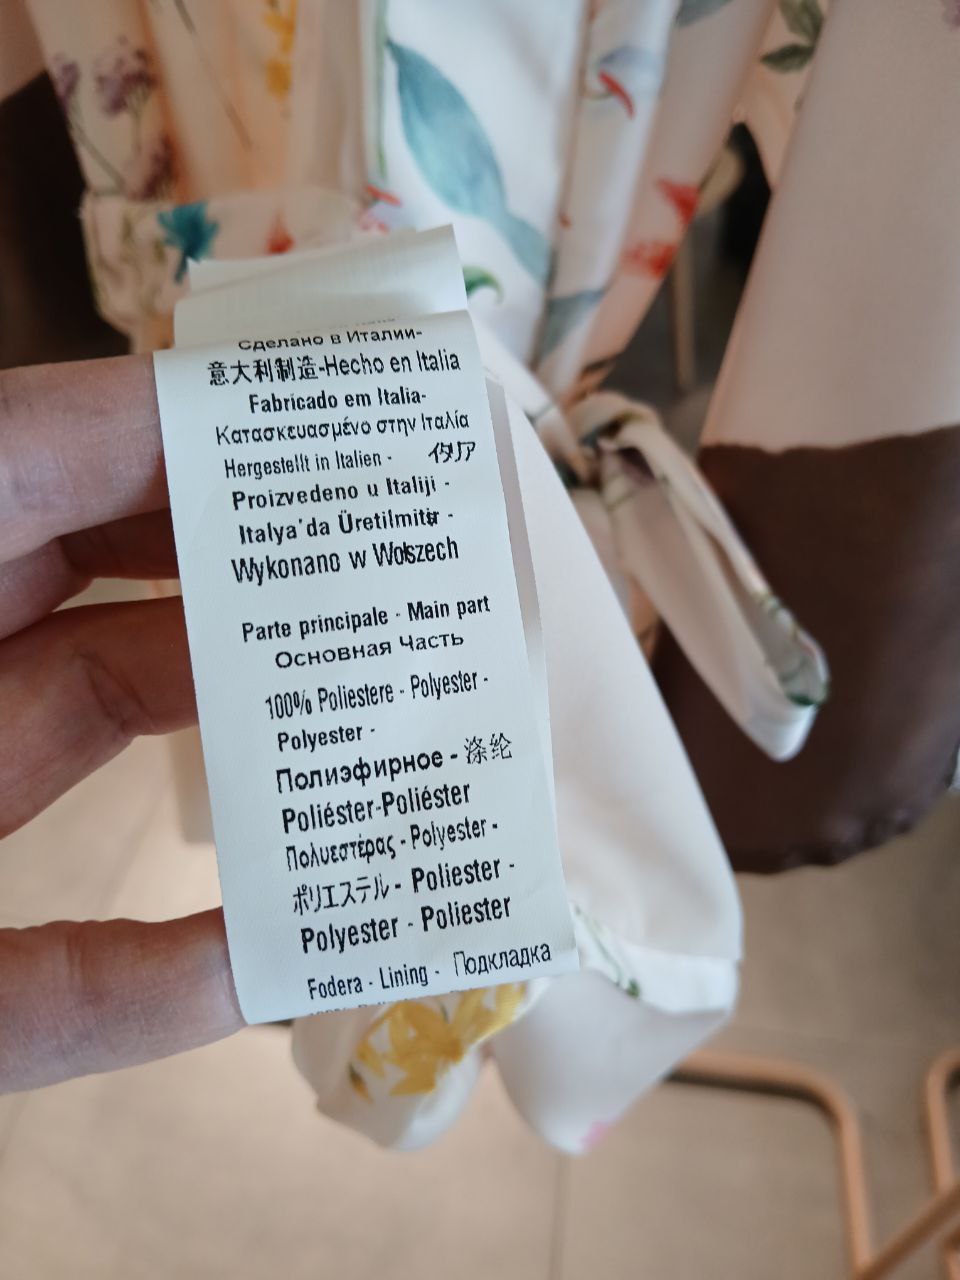 Сделано в Италии-
意大利制造-Hecho en Italia
Fabricado em Italia-
Κατασκευασμένο στην Ιταλία
Hergestellt in Italien - イタリア
Proizvedeno u Italiji -
Italya'da Üretilmitir -
Wykonano w Wołszech
Parte principale - Main part
Основная Часть
100% Poliestere - Polyester -
Polyester -
Полиэфирное - 涤纶
Poliéster-Poliéster
Πολυεστέρας - Polyester -
ポリエステル - Poliester -
Polyester - Poliester
Fodera - Lining - Подкладка